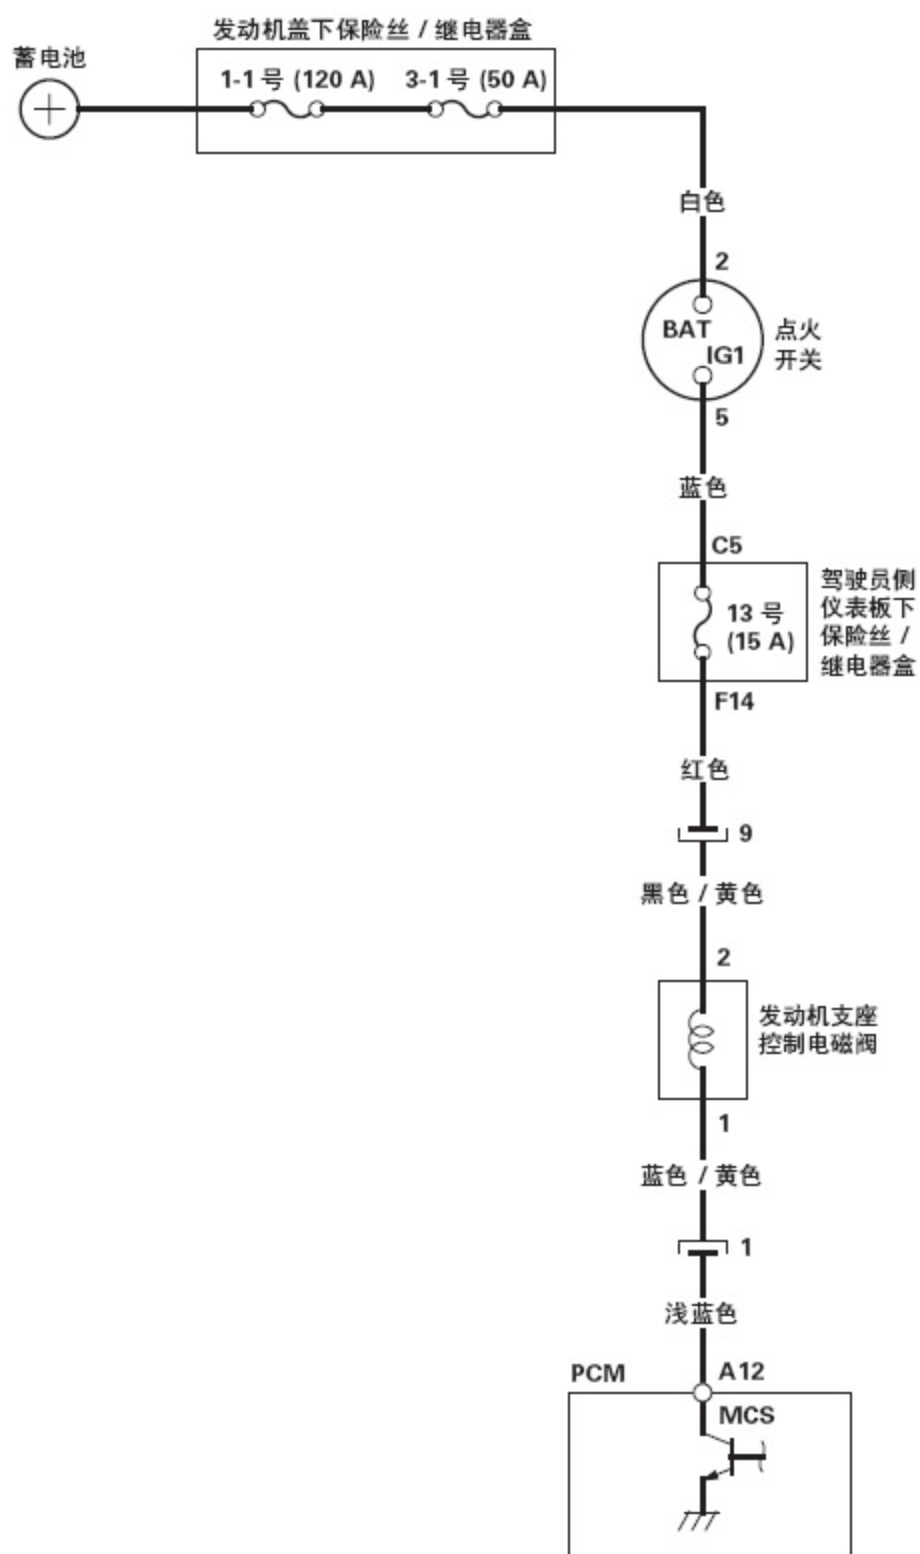 发动机盖下保险丝 / 继电器盒
蓄电池
1-1 号 (120 A)
3-1 号 (50 A)
白色
2
BAT
IG1
点火
开关
5
蓝色
C5
13 号
(15 A)
驾驶员侧
仪表板下
保险丝 /
继电器盒
F14
红色
9
黑色 / 黄色
2
发动机支座
控制电磁阀
1
蓝色 / 黄色
1
浅蓝色
PCM
A12
MCS